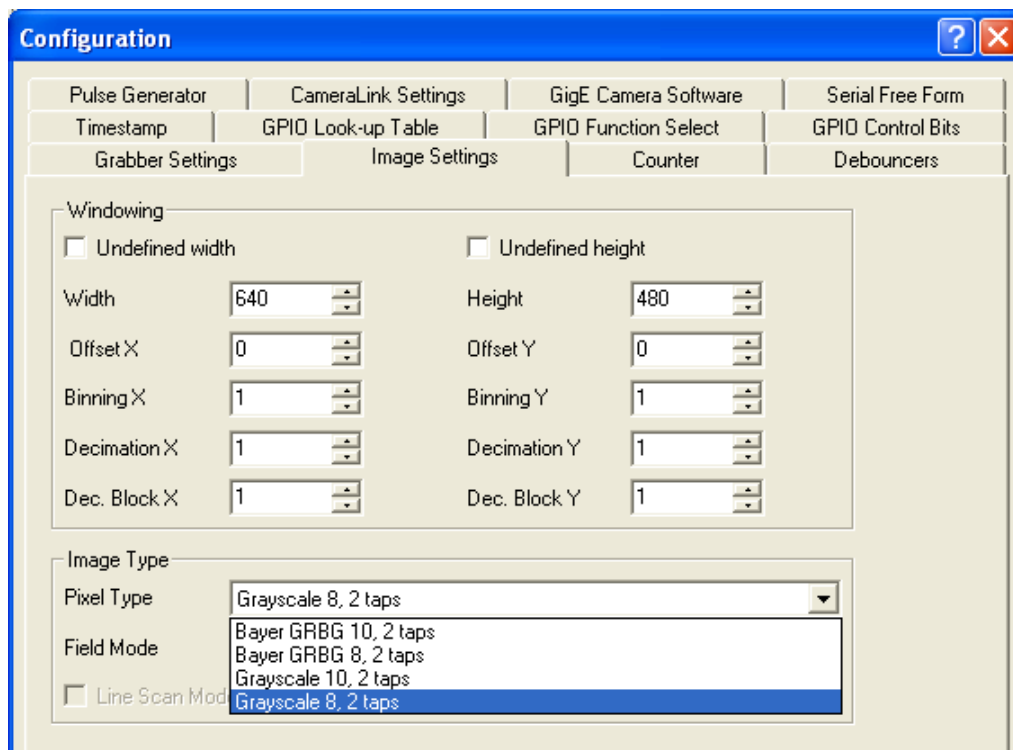 Configuration
Pulse Generator CameraLink Settings GigE Camera Software Serial Free Form
Timestamp GPIO Look-up Table GPIO Function Select GPIO Control Bits
Grabber Settings Image Settings Counter Debouncers
Windowing
Undefined width Undefined height
Width 640 Height 480
Offset X 0 Offset Y 0
Binning X 1 Binning Y 1
Decimation X 1 Decimation Y 1
Dec. Block X 1 Dec. Block Y 1
Image Type
Pixel Type Grayscale 8, 2 taps
Bayer GRBG 10, 2 taps
Field Mode Bayer GRBG 8, 2 taps
Grayscale 10, 2 taps
Line Scan Mod Grayscale 8, 2 taps